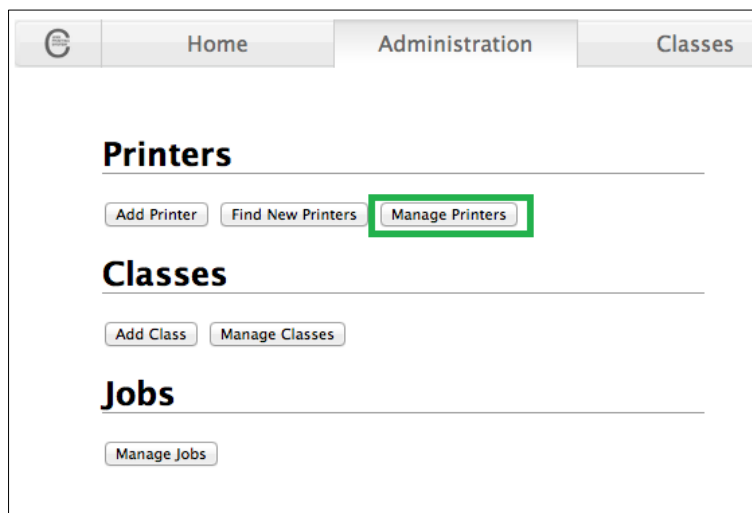 Home Administration Classes
Printers
Add Printer Find New Printers Manage Printers
Classes
Add Class Manage Classes
Jobs
Manage Jobs